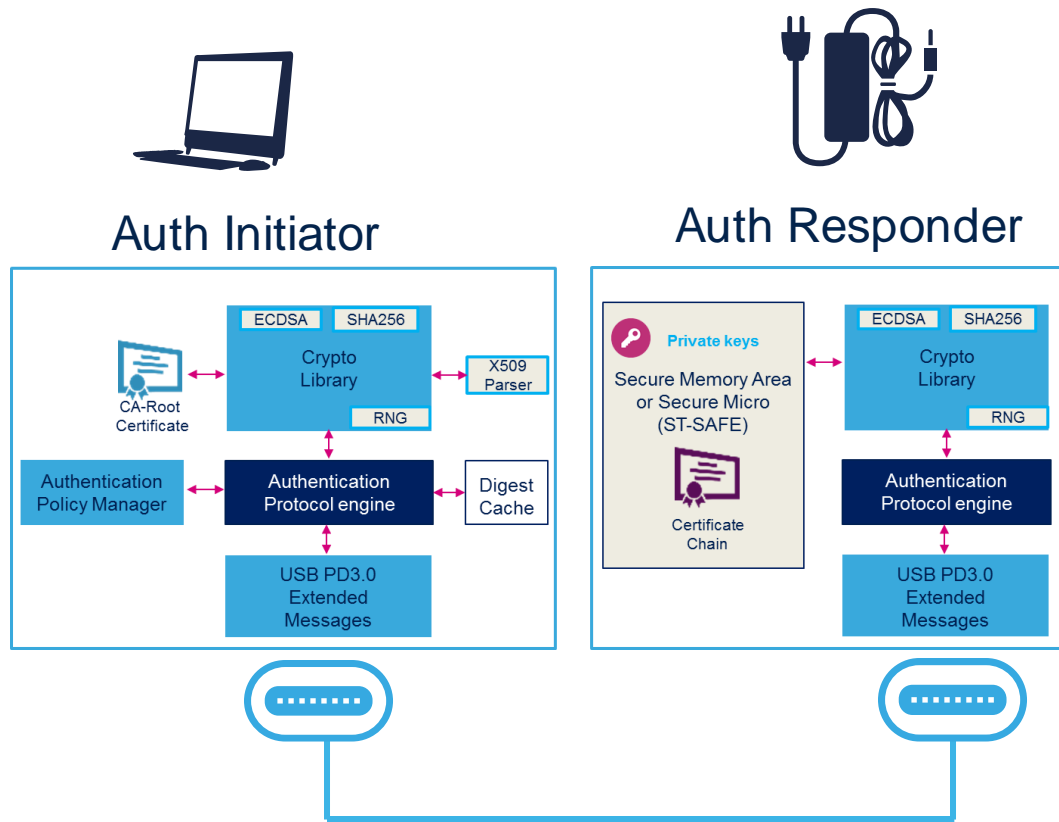 Auth Initiator
ECDSA
SHA256
Crypto
Library
RNG
CA-Root
Certificate
X509
Parser
Authentication
Policy Manager
Authentication
Protocol engine
Digest
Cache
USB PD3.0
Extended
Messages
Auth Responder
Private keys
Secure Memory Area
or Secure Micro
(ST-SAFE)
Certificate
Chain
ECDSA
SHA256
Crypto
Library
RNG
Authentication
Protocol engine
USB PD3.0
Extended
Messages